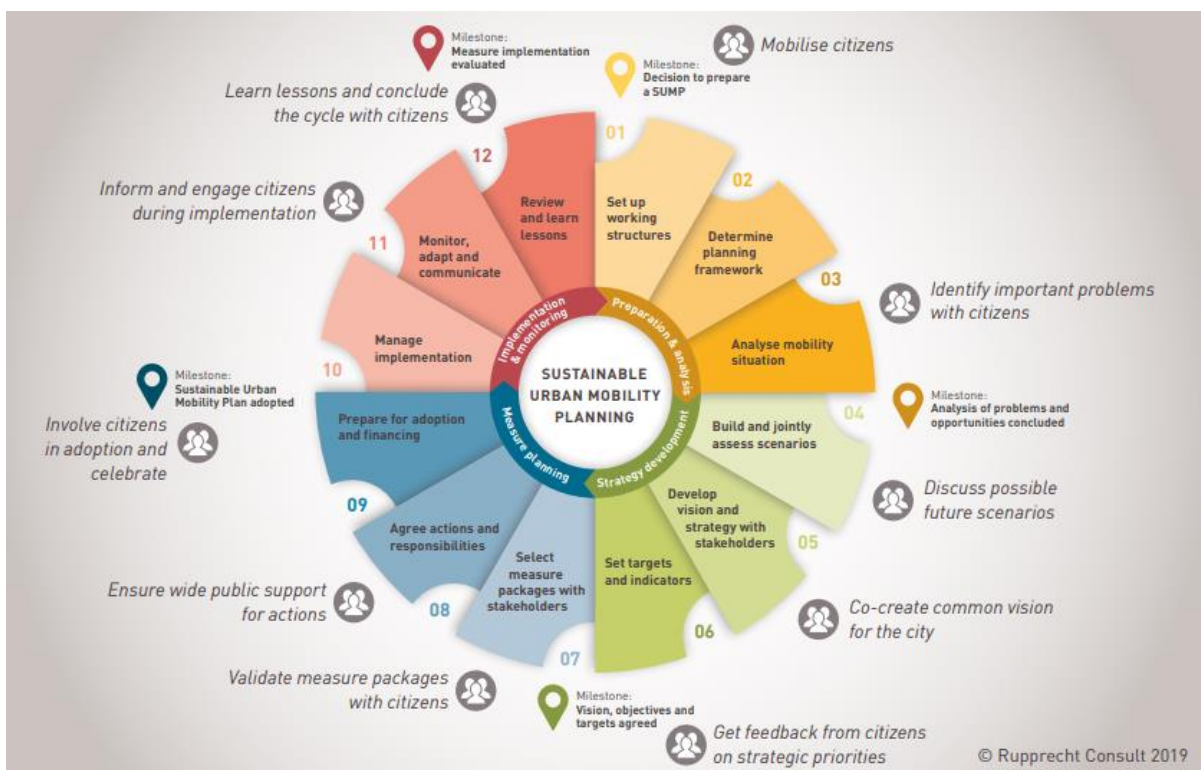 Milestone:
Measure implementation
evaluated
Mobilise citizens
Milestone:
Decision to prepare
a SUMP
Learn lessons and conclude
the cycle with citizens
Inform and engage citizens
during implementation
01
Set up
working
structures
02
Determine
planning
framework
03
Analyse mobility
situation
Identify important problems
with citizens
Milestone:
Analysis of problems and
opportunities concluded
04
Build and jointly
assess scenarios
Discuss possible
future scenarios
05
Develop
vision and
strategy with
stakeholders
Co-create common vision
for the city
06
Set targets
and indicators
Milestone:
Vision, objectives and
targets agreed
Get feedback from citizens
on strategic priorities
07
Select
measure
packages with
stakeholders
Validate measure packages
with citizens
08
Agree actions and
responsibilities
Ensure wide public support
for actions
09
Prepare for adoption
and financing
Milestone:
Sustainable Urban
Mobility Plan adopted
Involve citizens
in adoption and
celebrate
10
Manage
implementation
11
Monitor,
adapt and
communicate
12
Review
and learn
lessons
Preparation & analysis
Strategy development
Measure planning
Implementation
& monitoring
SUSTAINABLE
URBAN MOBILITY
PLANNING
© Rupprecht Consult 2019